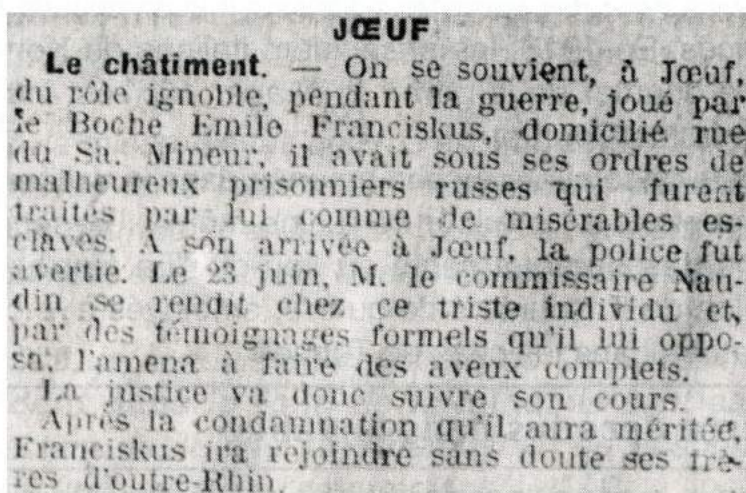 JŒUF
Le châtiment. — On se souvient, à Jœuf,
du rôle ignoble, pendant la guerre, joué par
le Boche Emile Franciskus, domicilié rue
du Sa. Mineur, il avait sous ses ordres de
malheureux prisonniers russes qui furent
traités par lui comme de misérables es-
claves. A son arrivée à Jœuf, la police fut
avertie. Le 23 juin, M. le commissaire Nau-
din se rendit chez ce triste individu et,
par des témoignages formels qu'il lui oppo-
sa, l'amena à faire des aveux complets.
La justice va donc suivre son cours.
Après la condamnation qu'il aura méritée,
Franciskus ira rejoindre sans doute ses frè-
res d'outre-Rhin.